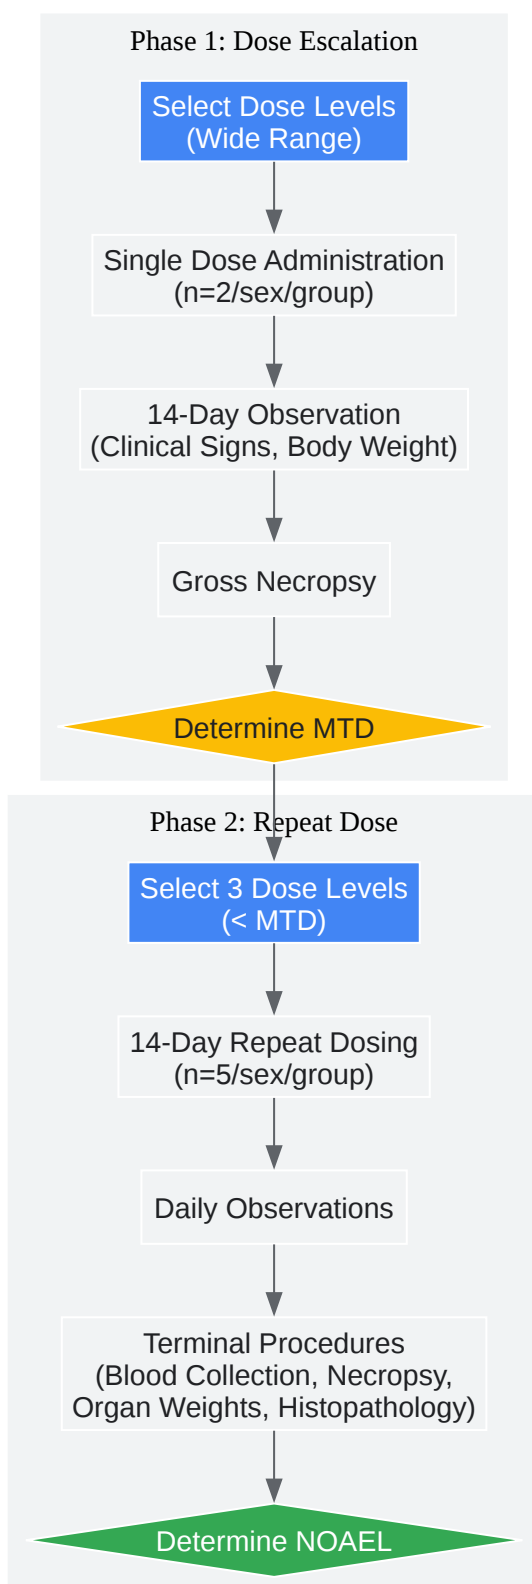 Phase 1: Dose Escalation
Select Dose Levels
(Wide Range)
Single Dose Administration
(n=2/sex/group)
14-Day Observation
(Clinical Signs, Body Weight)
Gross Necropsy
Determine MTD
Phase 2: Repeat Dose
Select 3 Dose Levels
(< MTD)
14-Day Repeat Dosing
(n=5/sex/group)
Daily Observations
Terminal Procedures
(Blood Collection, Necropsy,
Organ Weights, Histopathology)
Determine NOAEL